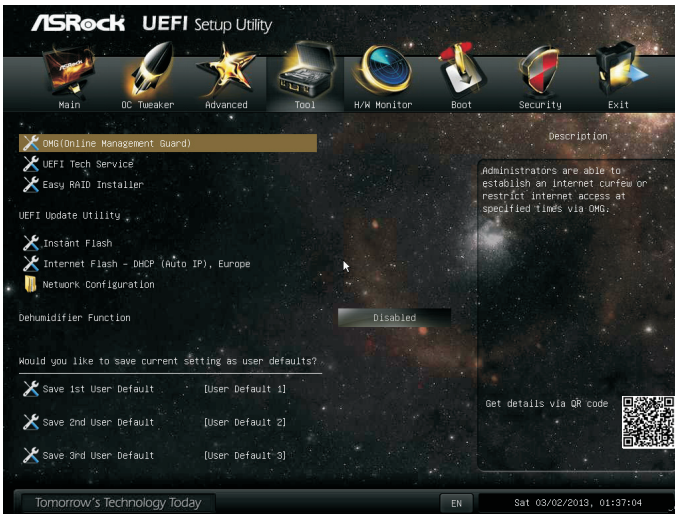 ASRock UEFI Setup Utility
ASRock
Main OC Tweaker Advanced Tool H/W Monitor Boot Security Exit
OMG(Online Management Guard)
UEFI Tech Service
Easy RAID Installer
UEFI Update Utility
Instant Flash
Internet Flash - DHCP (Auto IP), Europe
Network Configuration
Dehumidifier Function Disabled
Would you like to save current setting as user defaults?
Save 1st User Default [User Default 1]
Save 2nd User Default [User Default 2]
Save 3rd User Default [User Default 3]
Description
Administrators are able to
establish an internet curfew or
restrict internet access at
specified times via OMG.
Get details via QR code
Tomorrow's Technology Today EN Sat 03/02/2013, 01:37:04